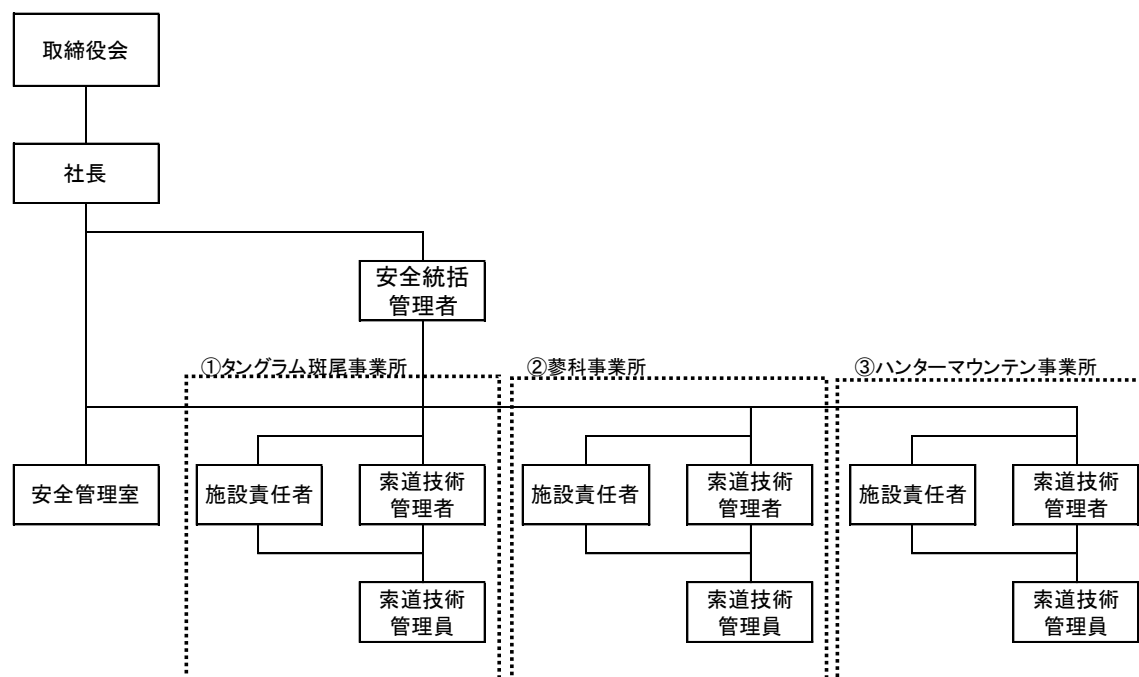 取締役会
社長
安全統括
管理者
①タングラム斑尾事業所
②蓼科事業所
③ハンターマウンテン事業所
安全管理室
施設責任者
索道技術
管理者
施設責任者
索道技術
管理者
施設責任者
索道技術
管理者
索道技術
管理員
索道技術
管理員
索道技術
管理員